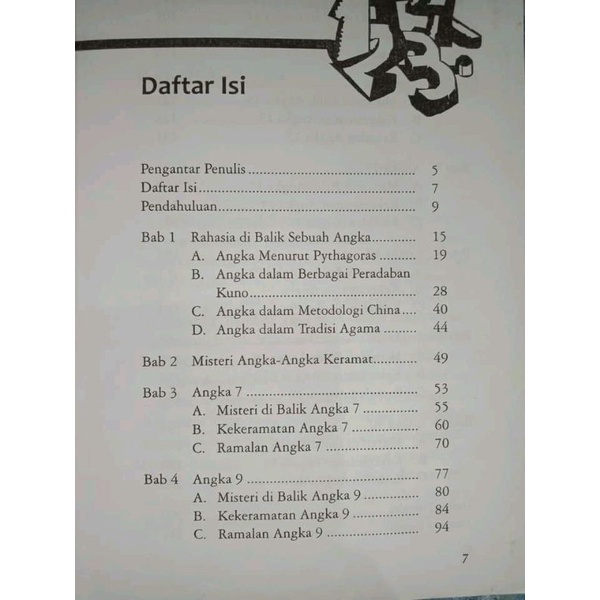 123
Daftar Isi
Pengantar Penulis ........................................... 5
Daftar Isi ........................................................ 7
Pendahuluan ................................................... 9
Bab 1 Rahasia di Balik Sebuah Angka ............ 15
A. Angka Menurut Pythagoras .......... 19
B. Angka dalam Berbagai Peradaban
Kuno ........................................... 28
C. Angka dalam Metodologi China .... 40
D. Angka dalam Tradisi Agama ......... 44
Bab 2 Misteri Angka-Angka Keramat ............ 49
Bab 3 Angka 7 ............................................ 53
A. Misteri di Balik Angka 7 .............. 55
B. Kekeramatan Angka 7 ................. 60
C. Ramalan Angka 7 ........................ 70
Bab 4 Angka 9 ............................................ 77
A. Misteri di Balik Angka 9 .............. 80
B. Kekeramatan Angka 9 ................. 84
C. Ramalan Angka 9 ........................ 94
7